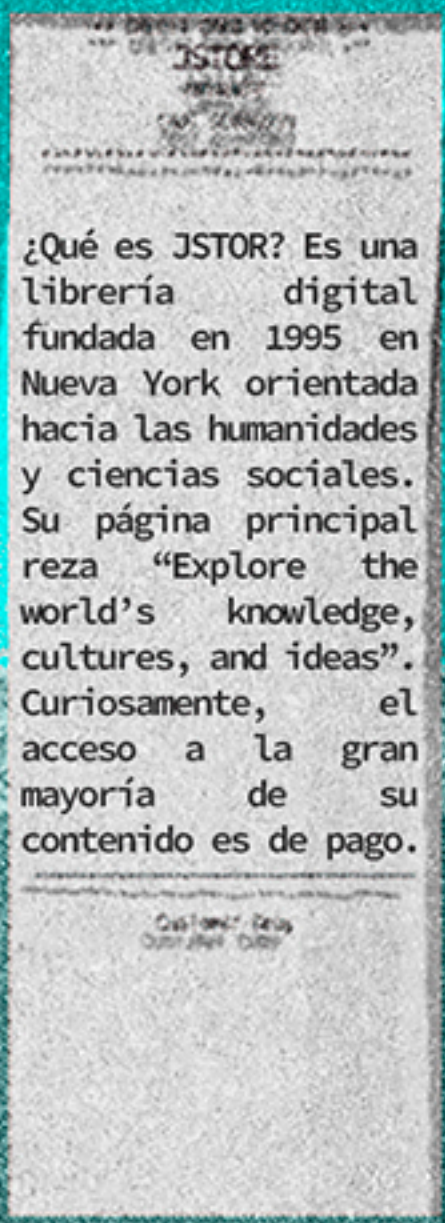 JSTORE
¿Qué es JSTOR? Es una
librería digital
fundada en 1995 en
Nueva York orientada
hacia las humanidades
y ciencias sociales.
Su página principal
reza “Explore the
world’s knowledge,
cultures, and ideas”.
Curiosamente, el
acceso a la gran
mayoría de su
contenido es de pago.